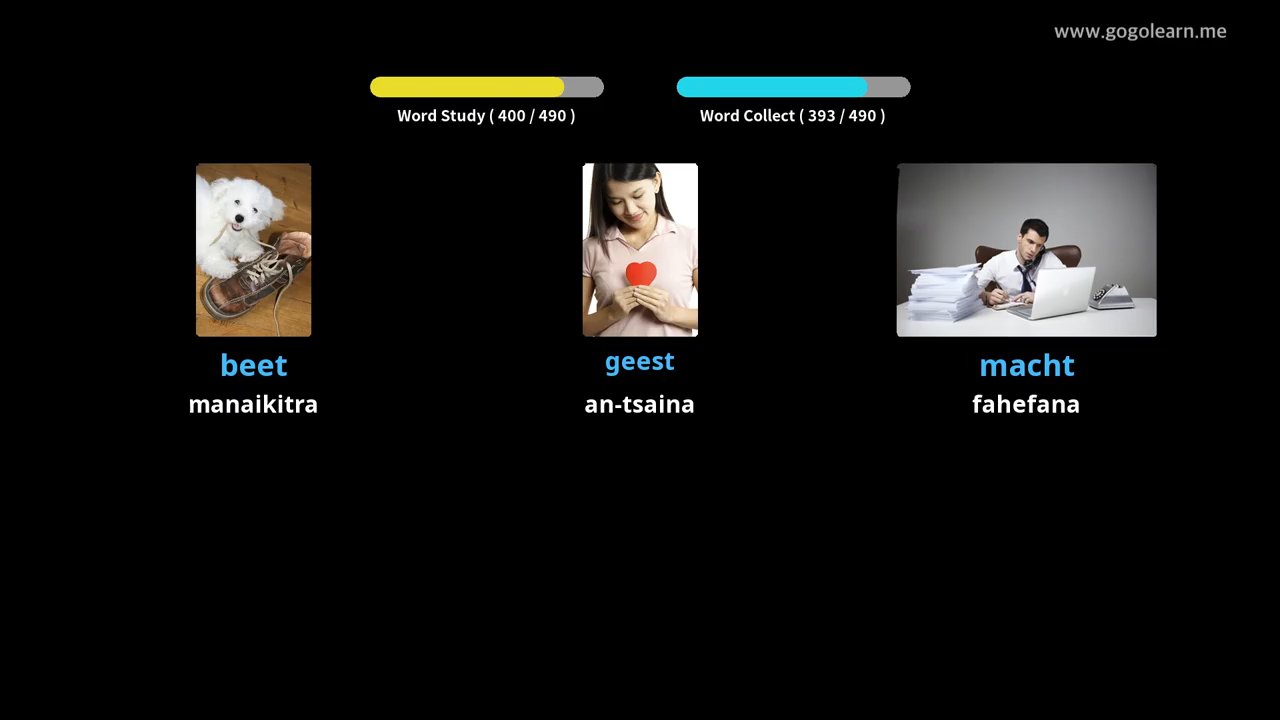 www.gogolearn.me
Word Study ( 400 / 490 )
Word Collect ( 393 / 490 )
beet
geest
macht
manaikitra
an-tsaina
fahefana